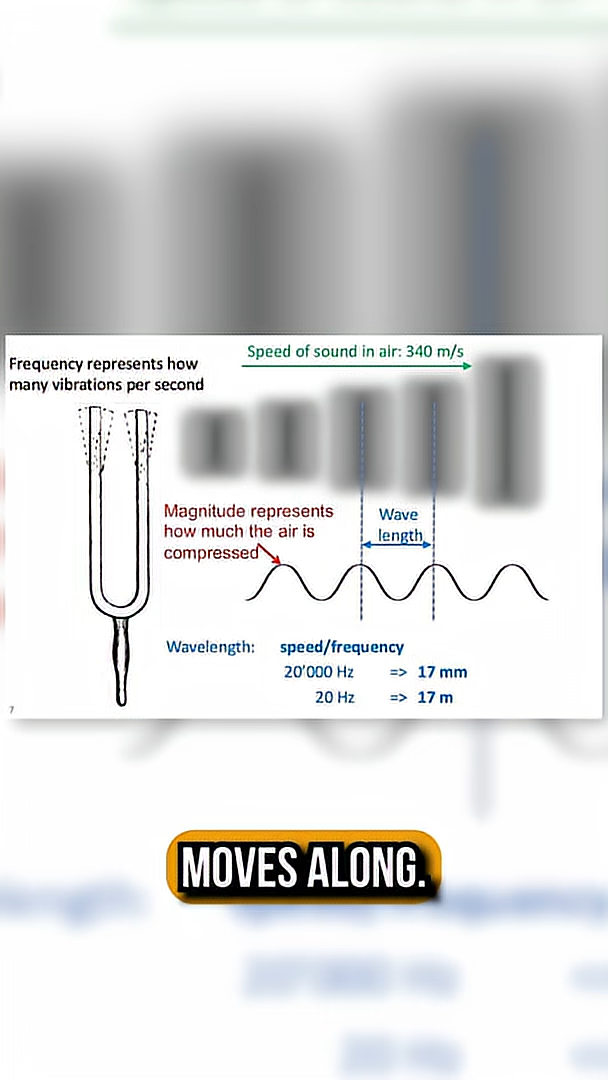 Frequency represents how
many vibrations per second
Speed of sound in air: 340 m/s
Magnitude represents
how much the air is
compressed
Wave
length
Wavelength: speed/frequency
20'000 Hz => 17 mm
20 Hz => 17 m
7
MOVES ALONG.